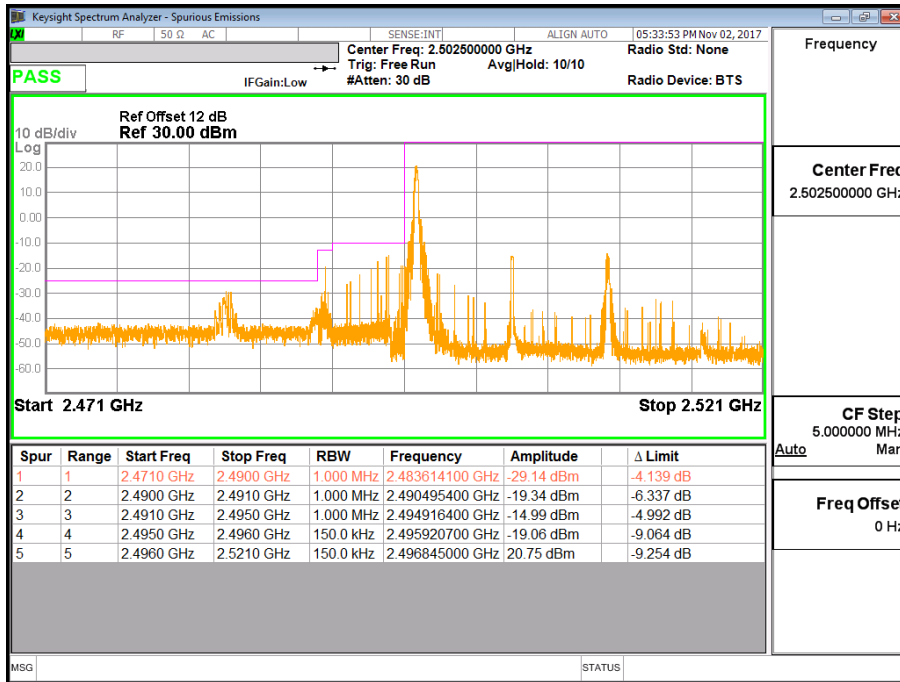 Keysight Spectrum Analyzer - Spurious Emissions
LXI RF 50 Ω AC SENSE:INT ALIGN AUTO 05:33:53 PM Nov 02, 2017
Center Freq: 2.502500000 GHz Radio Std: None
Trig: Free Run Avg|Hold: 10/10
PASS IFGain:Low #Atten: 30 dB Radio Device: BTS
Frequency
Ref Offset 12 dB
10 dB/div Ref 30.00 dBm
Log
20.0
10.0
0.00
-10.0
-20.0
-30.0
-40.0
-50.0
-60.0
Start 2.471 GHz Stop 2.521 GHz
Center Freq
2.502500000 GHz
CF Step
5.000000 MHz
Auto Man
Freq Offset
0 Hz
Spur Range Start Freq Stop Freq RBW Frequency Amplitude Δ Limit
1 1 2.4710 GHz 2.4900 GHz 1.000 MHz 2.483614100 GHz -29.14 dBm -4.139 dB
2 2 2.4900 GHz 2.4910 GHz 1.000 MHz 2.490495400 GHz -19.34 dBm -6.337 dB
3 3 2.4910 GHz 2.4950 GHz 1.000 MHz 2.494916400 GHz -14.99 dBm -4.992 dB
4 4 2.4950 GHz 2.4960 GHz 150.0 kHz 2.495920700 GHz -19.06 dBm -9.064 dB
5 5 2.4960 GHz 2.5210 GHz 150.0 kHz 2.496845000 GHz 20.75 dBm -9.254 dB
MSG STATUS